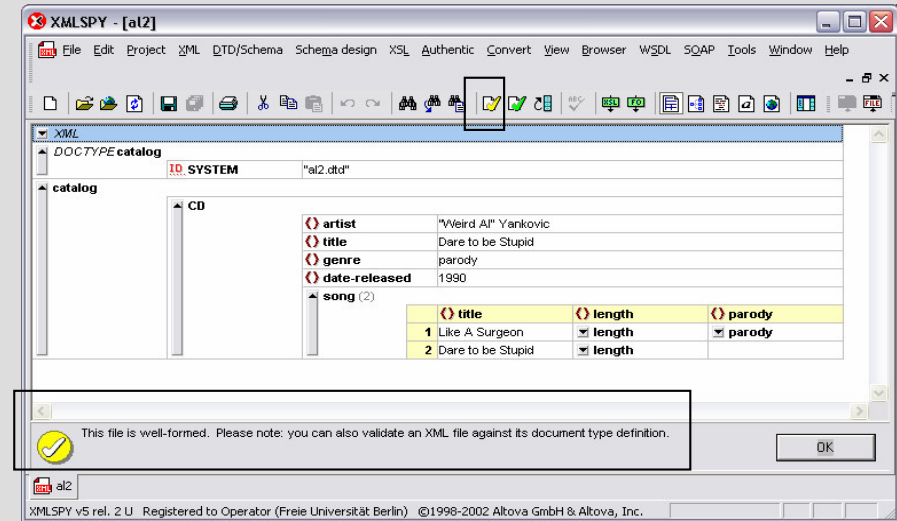 XMLSPY - [al2]
File Edit Project XML DTD/Schema Schema design XSL Authentic Convert View Browser WSDL SOAP Tools Window Help
XML
DOCTYPE catalog
ID SYSTEM "al2.dtd"
catalog
CD
artist "Weird Al" Yankovic
title Dare to be Stupid
genre parody
date-released 1990
song (2)
title length parody
1 Like A Surgeon length parody
2 Dare to be Stupid length
This file is well-formed. Please note: you can also validate an XML file against its document type definition.
OK
al2
XMLSPY v5 rel. 2 U Registered to Operator (Freie Universität Berlin) ©1998-2002 Altova GmbH & Altova, Inc.